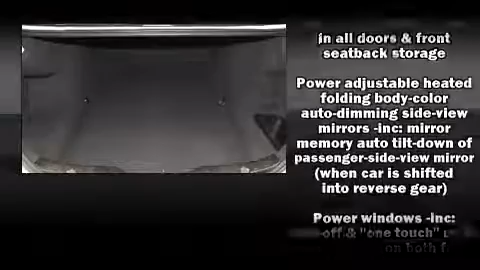 in all doors & front
seatback storage
Power adjustable heated
folding body-color
auto-dimming side-view
mirrors -inc: mirror
memory auto tilt-down of
passenger-side-view mirror
(when car is shifted
into reverse gear)
Power windows -inc:
-off & "one touch"
on both f